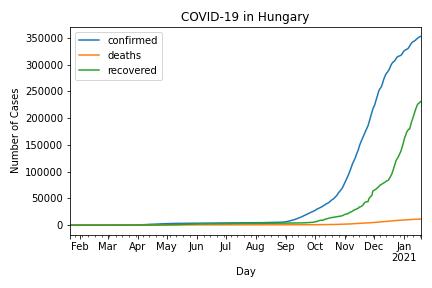 COVID-19 in Hungary
confirmed
deaths
recovered
350000
300000
250000
200000
150000
100000
50000
0
Number of Cases
Feb Mar Apr May Jun Jul Aug Sep Oct Nov Dec Jan
2021
Day